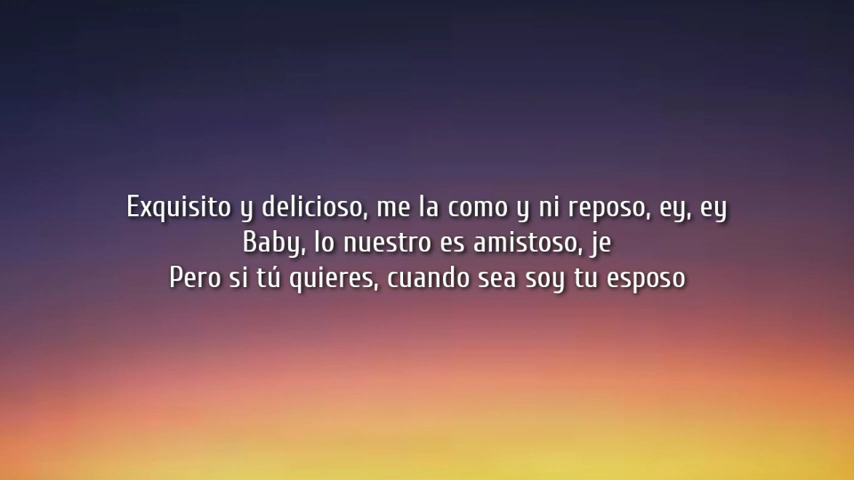 Exquisito y delicioso, me la como y ni reposo, ey, ey
Baby, lo nuestro es amistoso, je
Pero si tú quieres, cuando sea soy tu esposo